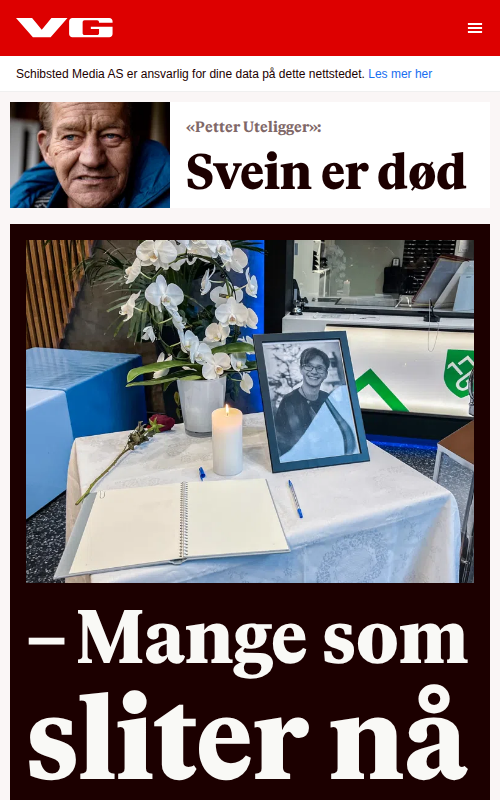 VG
Schibsted Media AS er ansvarlig for dine data på dette nettstedet. Les mer her
«Petter Uteligger»:
Svein er død
– Mange som
sliter nå